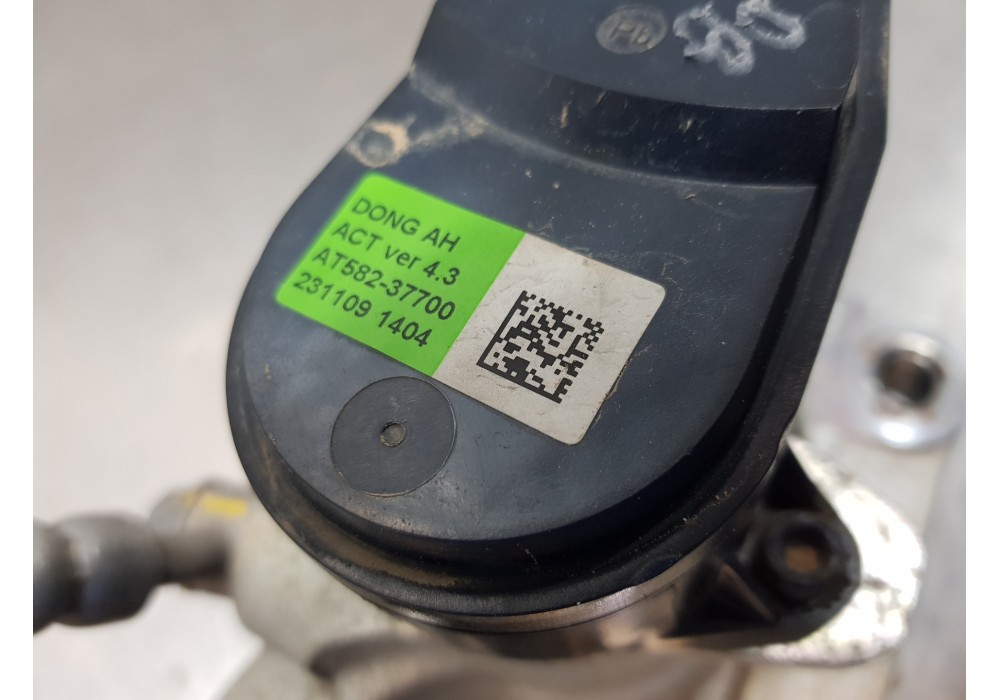 DONG AH
ACT ver 4.3
AT582-37700
231109 1404